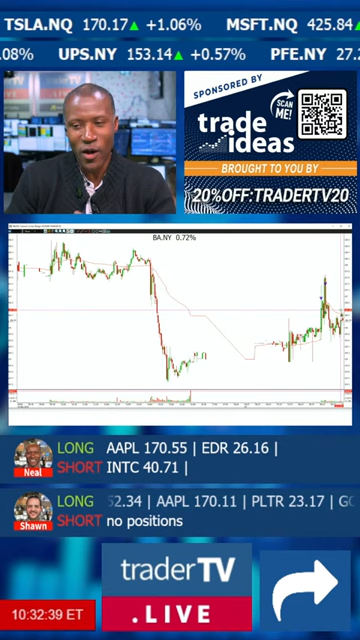 TSLA.NQ 170.17▲ +1.06% MSFT.NQ 425.84▲
.08% UPS.NY 153.14▲ +0.57% PFE.NY 27.2
SPONSORED BY
SCAN ME!
trade ideas
BROUGHT TO YOU BY
20%OFF:TRADERTV20
BA.NY 0.72%
LONG AAPL 170.55 | EDR 26.16 |
SHORT INTC 40.71 |
Neal
LONG 52.34 | AAPL 170.11 | PLTR 23.17 | GO
SHORT no positions
Shawn
traderTV
.LIVE
10:32:39 ET